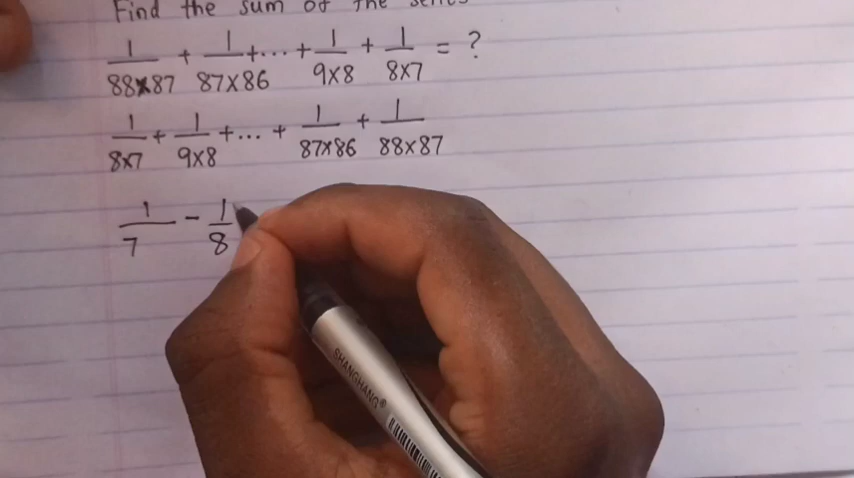 Find the sum of the series
1/88×87 + 1/87×86 + ... + 1/9×8 + 1/8×7 = ?
1/8×7 + 1/9×8 + ... + 1/87×86 + 1/88×87
1/7 - 1/8
SHANGHANG®